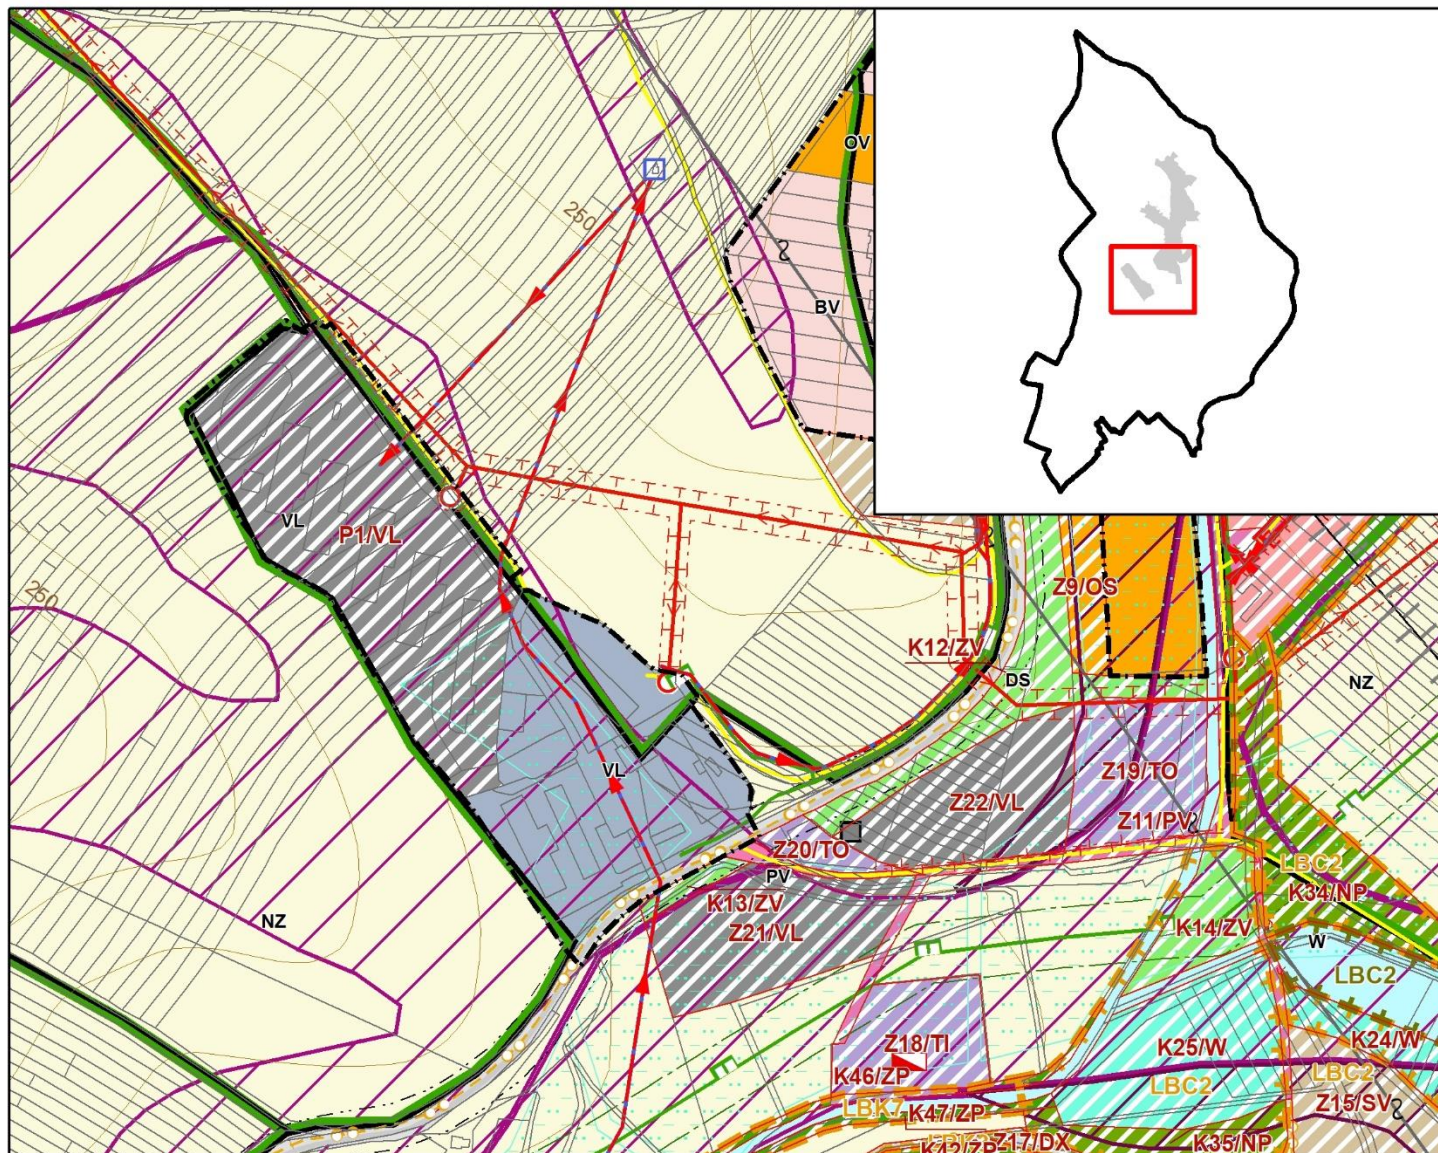 OV
250
BV
VL
P1/VL
250
Z9/OS
K12/ZV
DS
NZ
VL
Z22/VL
Z19/TO
Z11/PV
Z20/TO
PV
K13/ZV
Z21/VL
LBC2
K34/NP
K14/ZV
NZ
W
LBC2
Z18/TI
K46/ZP
K25/W
K24/W
LBC2
LBC2
LBK7
K47/ZP
Z15/SV
K42/ZP
Z17/DX
K35/NP